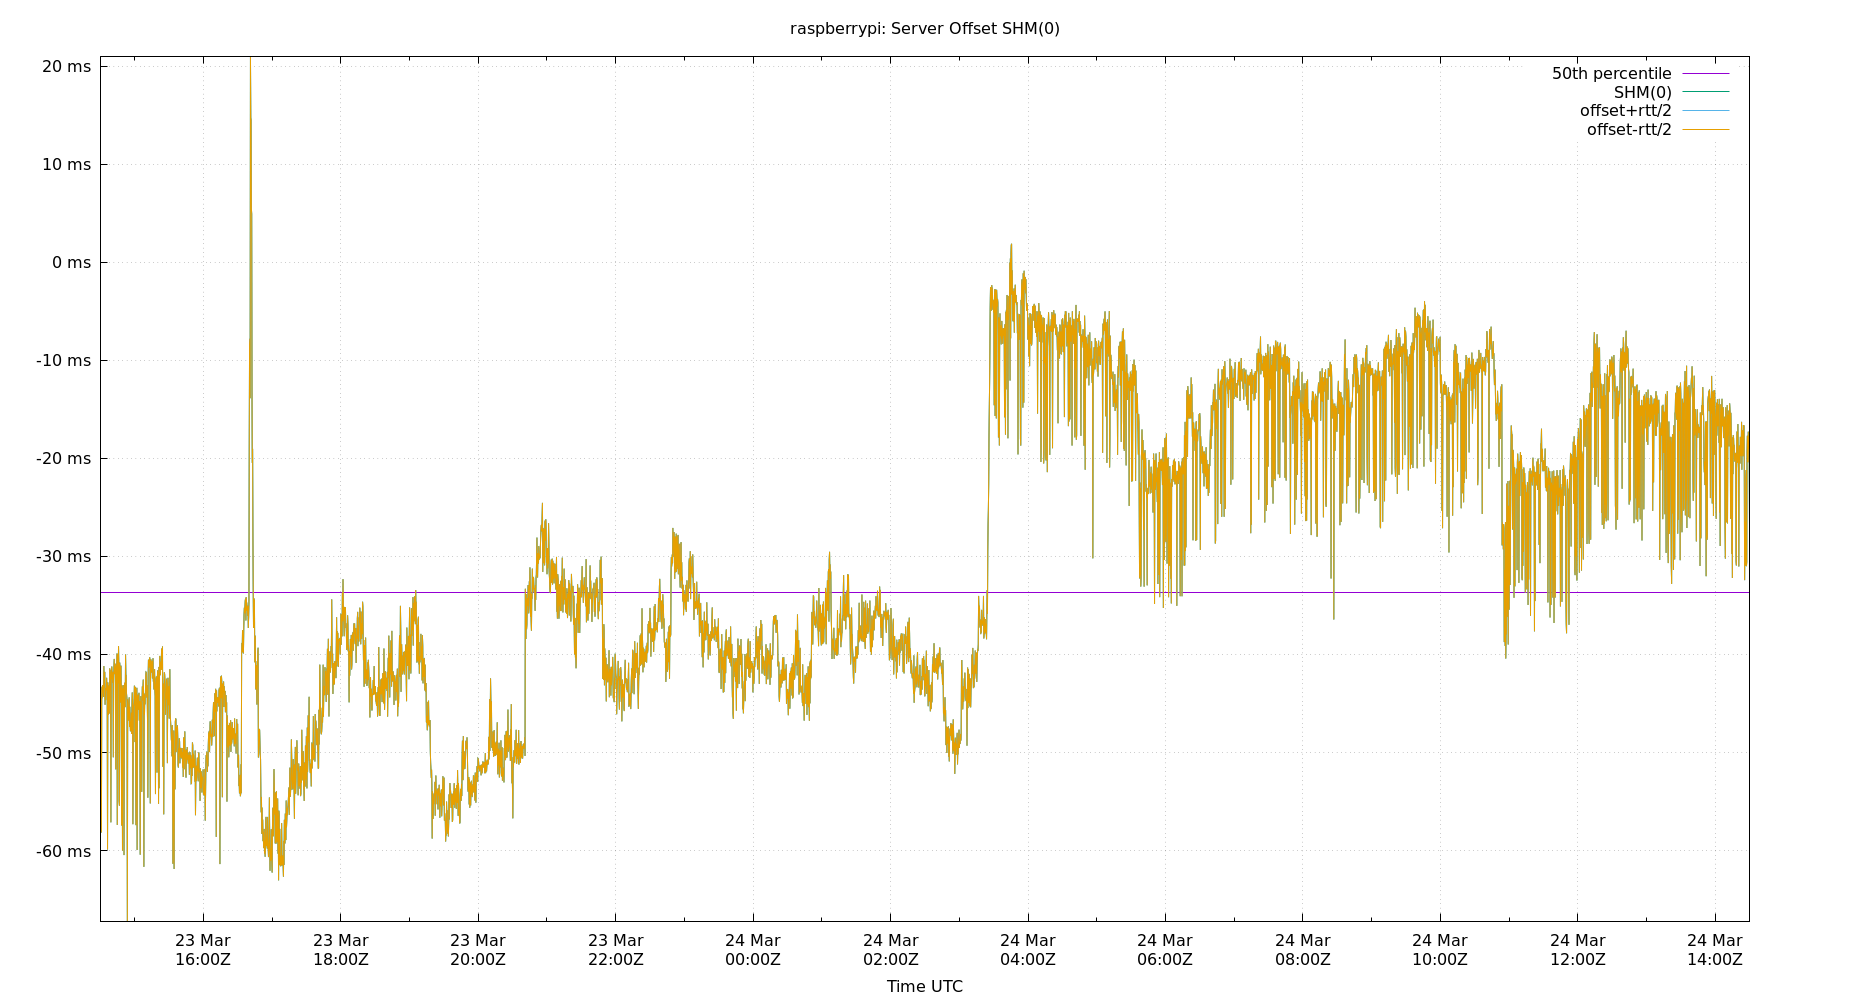 raspberrypi: Server Offset SHM(0)
50th percentile
SHM(0)
offset+rtt/2
offset-rtt/2
20 ms
10 ms
0 ms
-10 ms
-20 ms
-30 ms
-40 ms
-50 ms
-60 ms
23 Mar 23 Mar 23 Mar 23 Mar 24 Mar 24 Mar 24 Mar 24 Mar 24 Mar 24 Mar 24 Mar 24 Mar
16:00Z 18:00Z 20:00Z 22:00Z 00:00Z 02:00Z 04:00Z 06:00Z 08:00Z 10:00Z 12:00Z 14:00Z
Time UTC